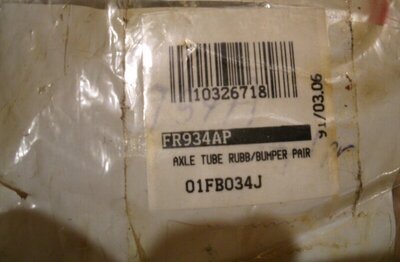 10326718
FR934AP
AXLE TUBE RUBB/BUMPER PAIR
01FB034J
91/03.06